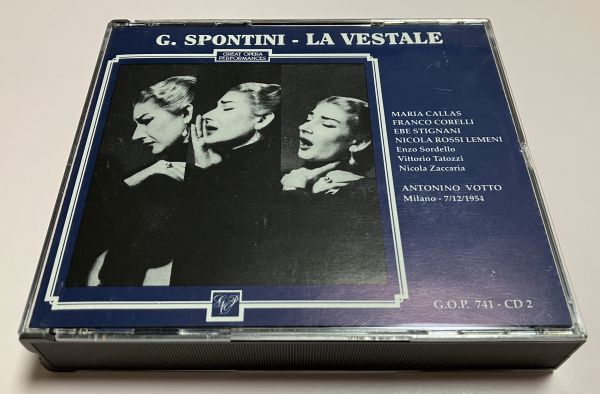 G. SPONTINI - LA VESTALE
GREAT OPERA
PERFORMANCES
MARIA CALLAS
FRANCO CORELLI
EBE STIGNANI
NICOLA ROSSI LEMENI
Enzo Sordello
Vittorio Tatozzi
Nicola Zaccaria
ANTONINO VOTTO
Milano - 7/12/1954
G.O.P. 741 - CD 2